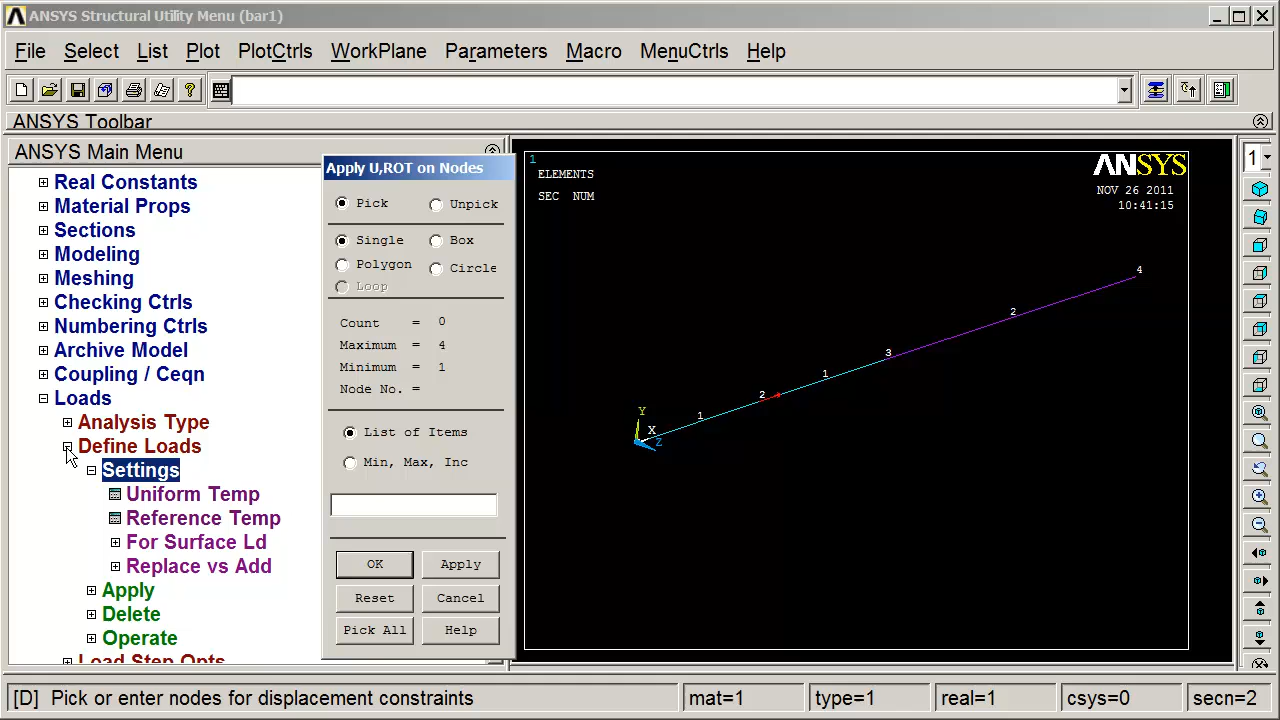 ANSYS Structural Utility Menu (bar1)
File Select List Plot PlotCtrls WorkPlane Parameters Macro MenuCtrls Help
ANSYS Toolbar
ANSYS Main Menu
Real Constants
Material Props
Sections
Modeling
Meshing
Checking Ctrls
Numbering Ctrls
Archive Model
Coupling / Ceqn
Loads
Analysis Type
Define Loads
Settings
Uniform Temp
Reference Temp
For Surface Ld
Replace vs Add
Apply
Delete
Operate
Load Step Opts
Apply U,ROT on Nodes
Pick Unpick
Single Box
Polygon Circle
Loop
Count = 0
Maximum = 4
Minimum = 1
Node No. =
List of Items
Min, Max, Inc
OK Apply
Reset Cancel
Pick All Help
1
ELEMENTS
SEC NUM
ANSYS
NOV 26 2011
10:41:15
4
2
3
1
2
1
Y
X
Z
1
[D] Pick or enter nodes for displacement constraints
mat=1
type=1
real=1
csys=0
secn=2